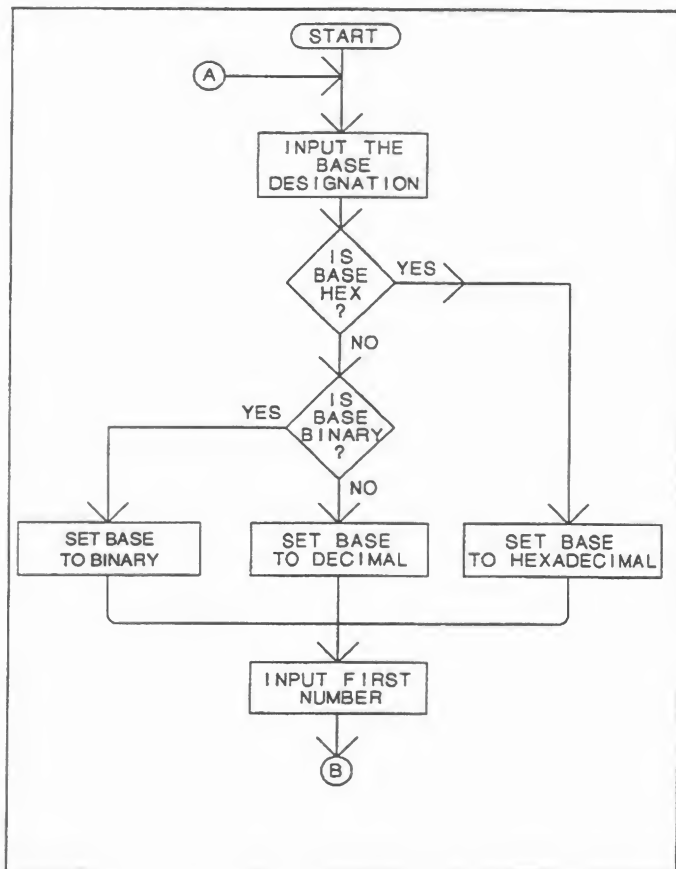 START
A
INPUT THE
BASE
DESIGNATION
IS
BASE
HEX
?
YES
NO
IS
BASE
BINARY
?
YES
NO
SET BASE
TO BINARY
SET BASE
TO DECIMAL
SET BASE
TO HEXADECIMAL
INPUT FIRST
NUMBER
B